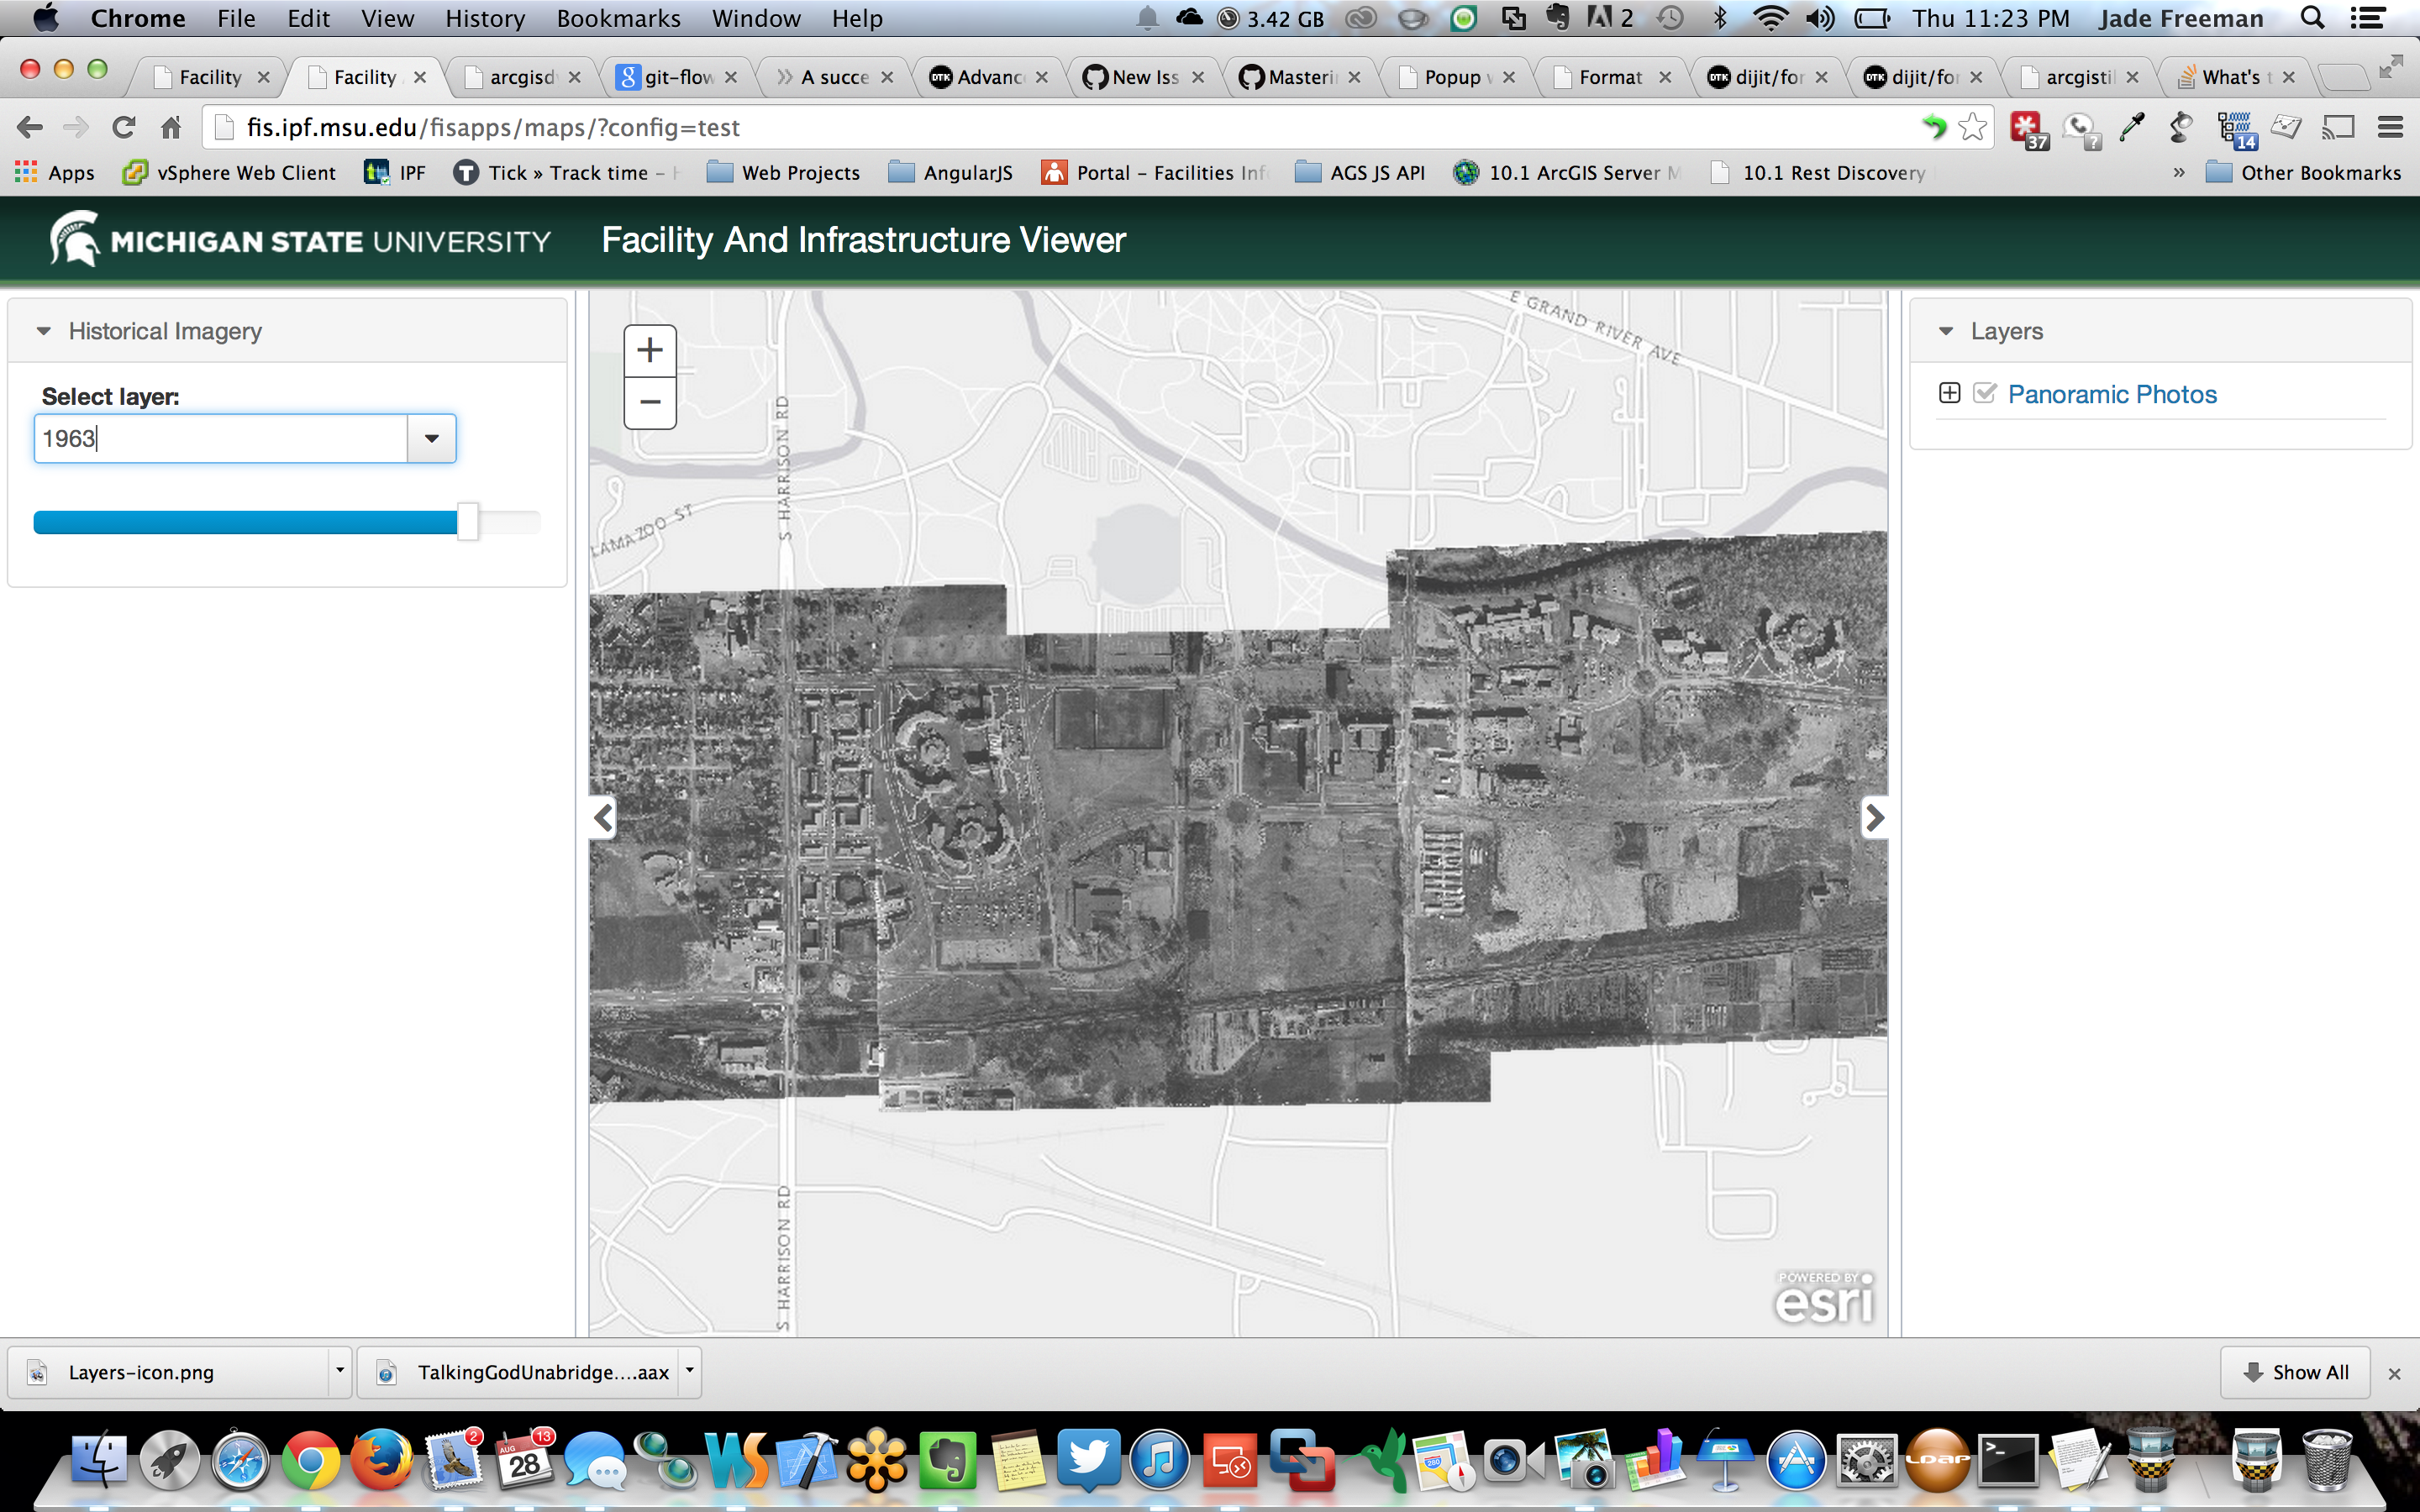 Chrome File Edit View History Bookmarks Window Help 3.42 GB 2 Thu 11:23 PM Jade Freeman
Facility Facility arcgisd git-flow A succe Advanc New Iss Masteri Popup Format dijit/for dijit/for arcgistil What's t
fis.ipf.msu.edu/fisapps/maps/?config=test 37 ? 14
Apps vSphere Web Client IPF Tick » Track time – Web Projects AngularJS Portal – Facilities Inf AGS JS API 10.1 ArcGIS Server M 10.1 Rest Discovery » Other Bookmarks
MICHIGAN STATE UNIVERSITY Facility And Infrastructure Viewer
Historical Imagery
Select layer:
1963
+
−
E GRAND RIVER AVE
S HARRISON RD
LAMAZOO ST
S HARRISON RD
POWERED BY
esri
Layers
Panoramic Photos
Layers-icon.png TalkingGodUnabridge....aax Show All
2 AUG 28 13 WS 280 LDAP >_